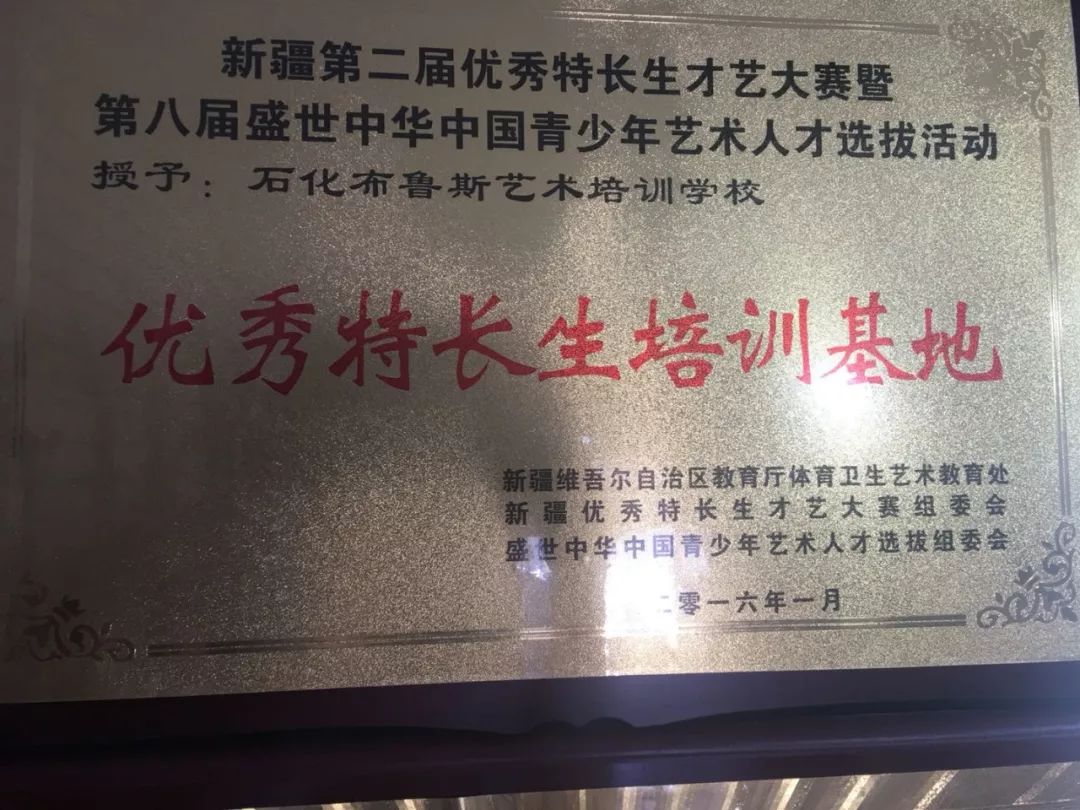 新疆第二届优秀特长生才艺大赛暨
第八届盛世中华中国青少年艺术人才选拔活动
授予：石化布鲁斯艺术培训学校
优秀特长生培训基地
新疆维吾尔自治区教育厅体育卫生艺术教育处
新疆优秀特长生才艺大赛组委会
盛世中华中国青少年艺术人才选拔组委会
二零一六年一月